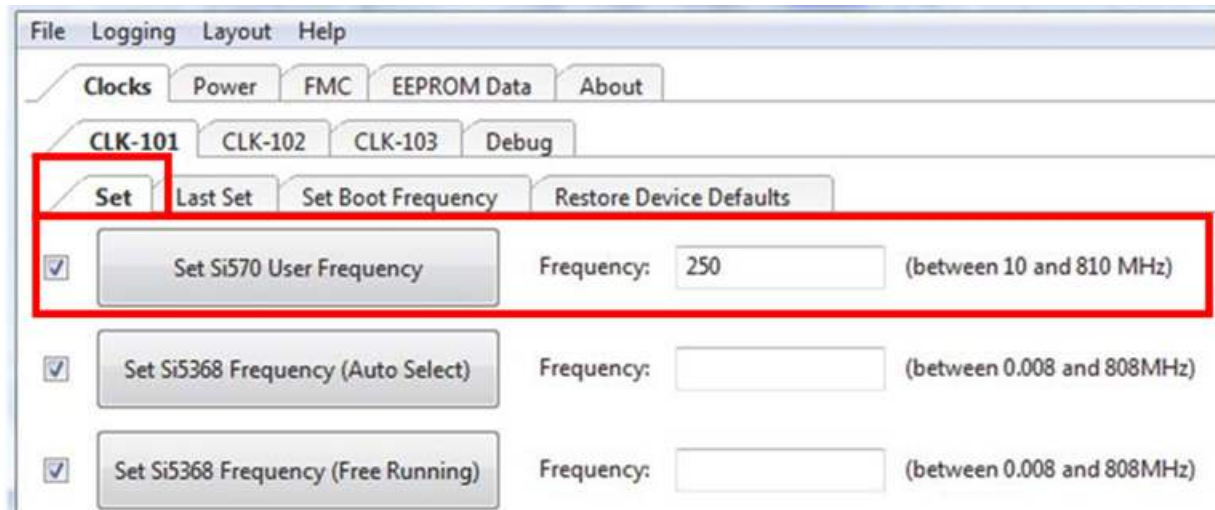 File Logging Layout Help
Clocks Power FMC EEPROM Data About
CLK-101 CLK-102 CLK-103 Debug
Set Last Set Set Boot Frequency Restore Device Defaults
Set Si570 User Frequency Frequency: 250 (between 10 and 810 MHz)
Set Si5368 Frequency (Auto Select) Frequency: (between 0.008 and 808MHz)
Set Si5368 Frequency (Free Running) Frequency: (between 0.008 and 808MHz)